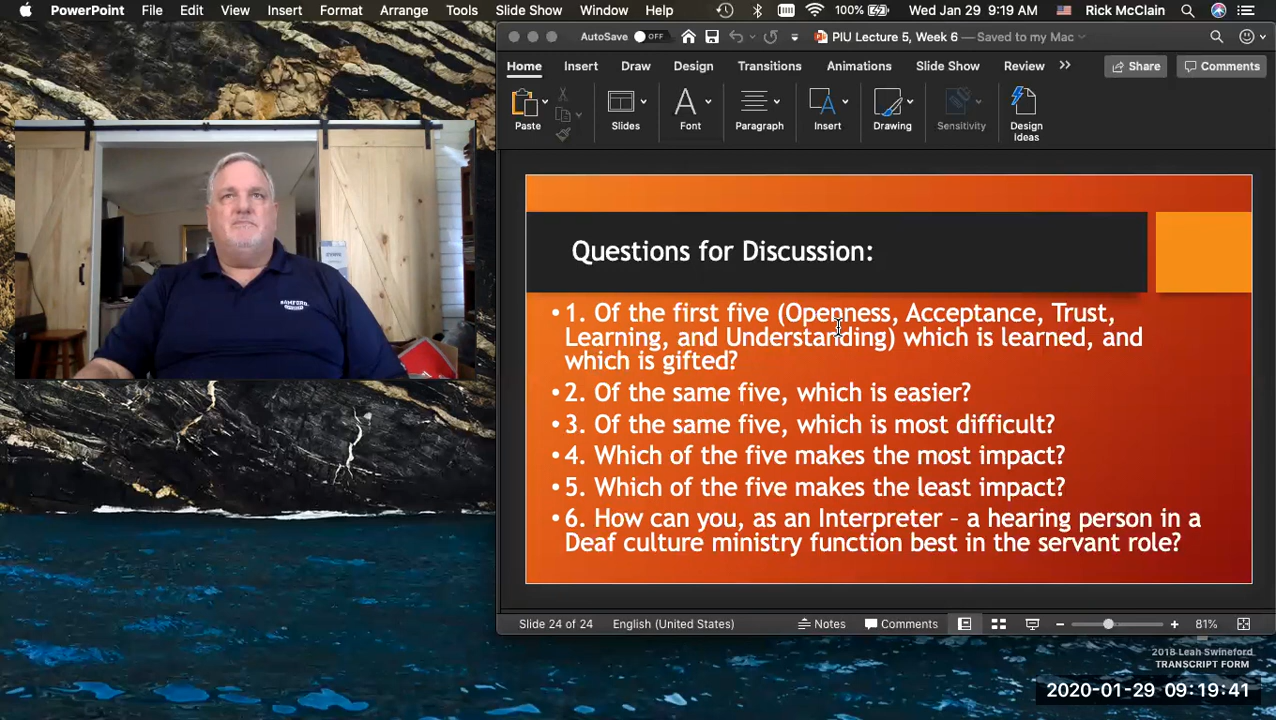 PowerPoint File Edit View Insert Format Arrange Tools Slide Show Window Help 100% Wed Jan 29 9:19 AM Rick McClain
AutoSave OFF PIU Lecture 5, Week 6 — Saved to my Mac
Home Insert Draw Design Transitions Animations Slide Show Review >> Share Comments
Paste Slides Font Paragraph Insert Drawing Sensitivity Design Ideas
Questions for Discussion:
• 1. Of the first five (Openness, Acceptance, Trust,
Learning, and Understanding) which is learned, and
which is gifted?
• 2. Of the same five, which is easier?
• 3. Of the same five, which is most difficult?
• 4. Which of the five makes the most impact?
• 5. Which of the five makes the least impact?
• 6. How can you, as an Interpreter – a hearing person in a
Deaf culture ministry function best in the servant role?
Slide 24 of 24 English (United States) Notes Comments 81%
2018 Leah Swineford
TRANSCRIPT FORM
2020-01-29 09:19:41